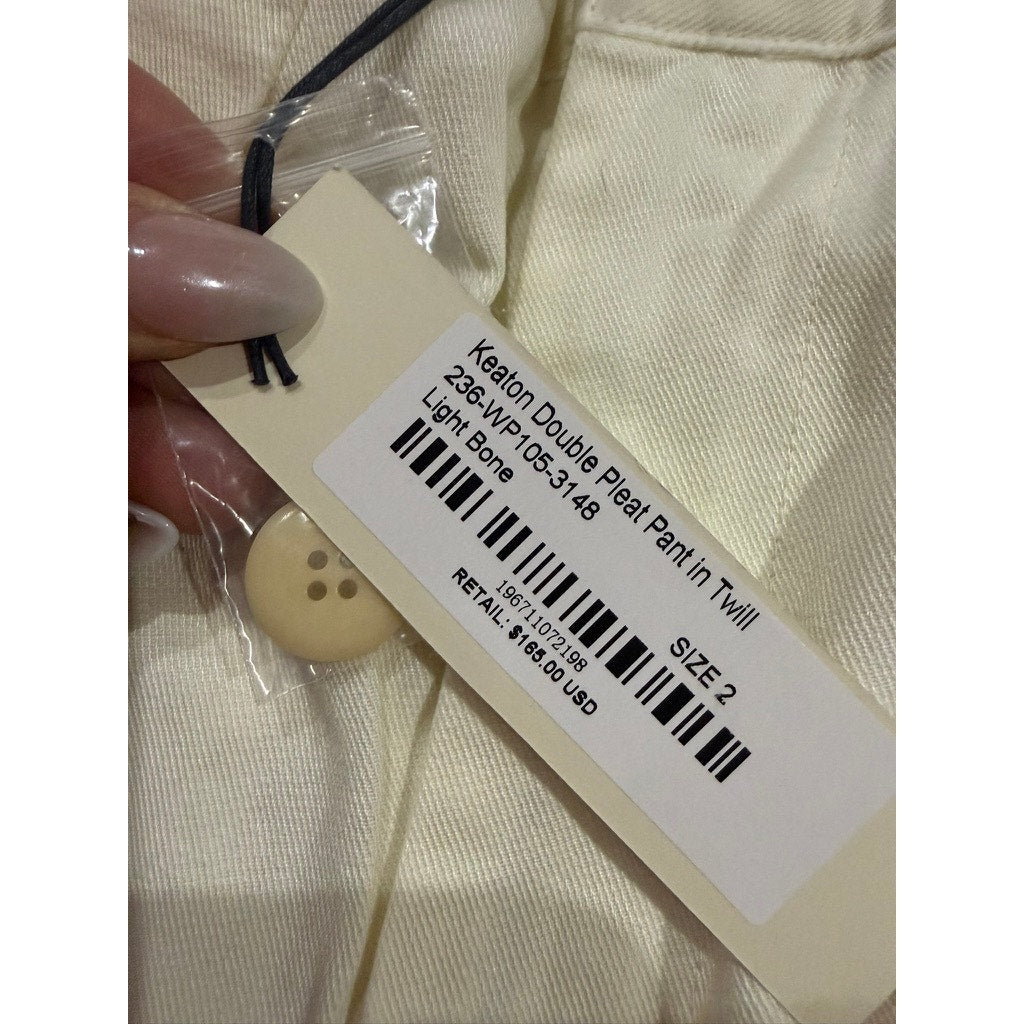 Keaton Double Pleat Pant in Twill
236-WP105-3148
Light Bone
SIZE 2
196711072198
RETAIL: $165.00 USD